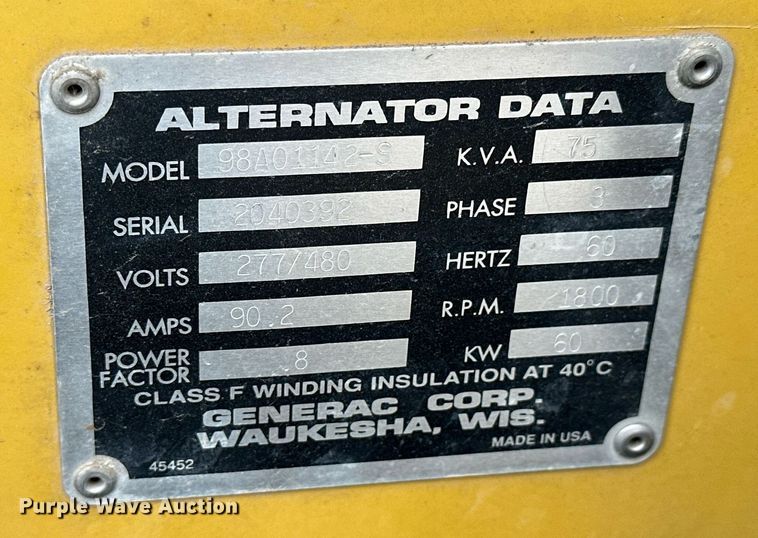 ALTERNATOR DATA
MODEL 98A01142-S K.V.A. 75
SERIAL 2040392 PHASE 3
VOLTS 277/480 HERTZ 60
AMPS 90.2 R.P.M. 1800
POWER FACTOR 8 KW 60
CLASS F WINDING INSULATION AT 40°C
GENERAC CORP.
WAUKESHA, WIS.
45452 MADE IN USA
Purple Wave Auction